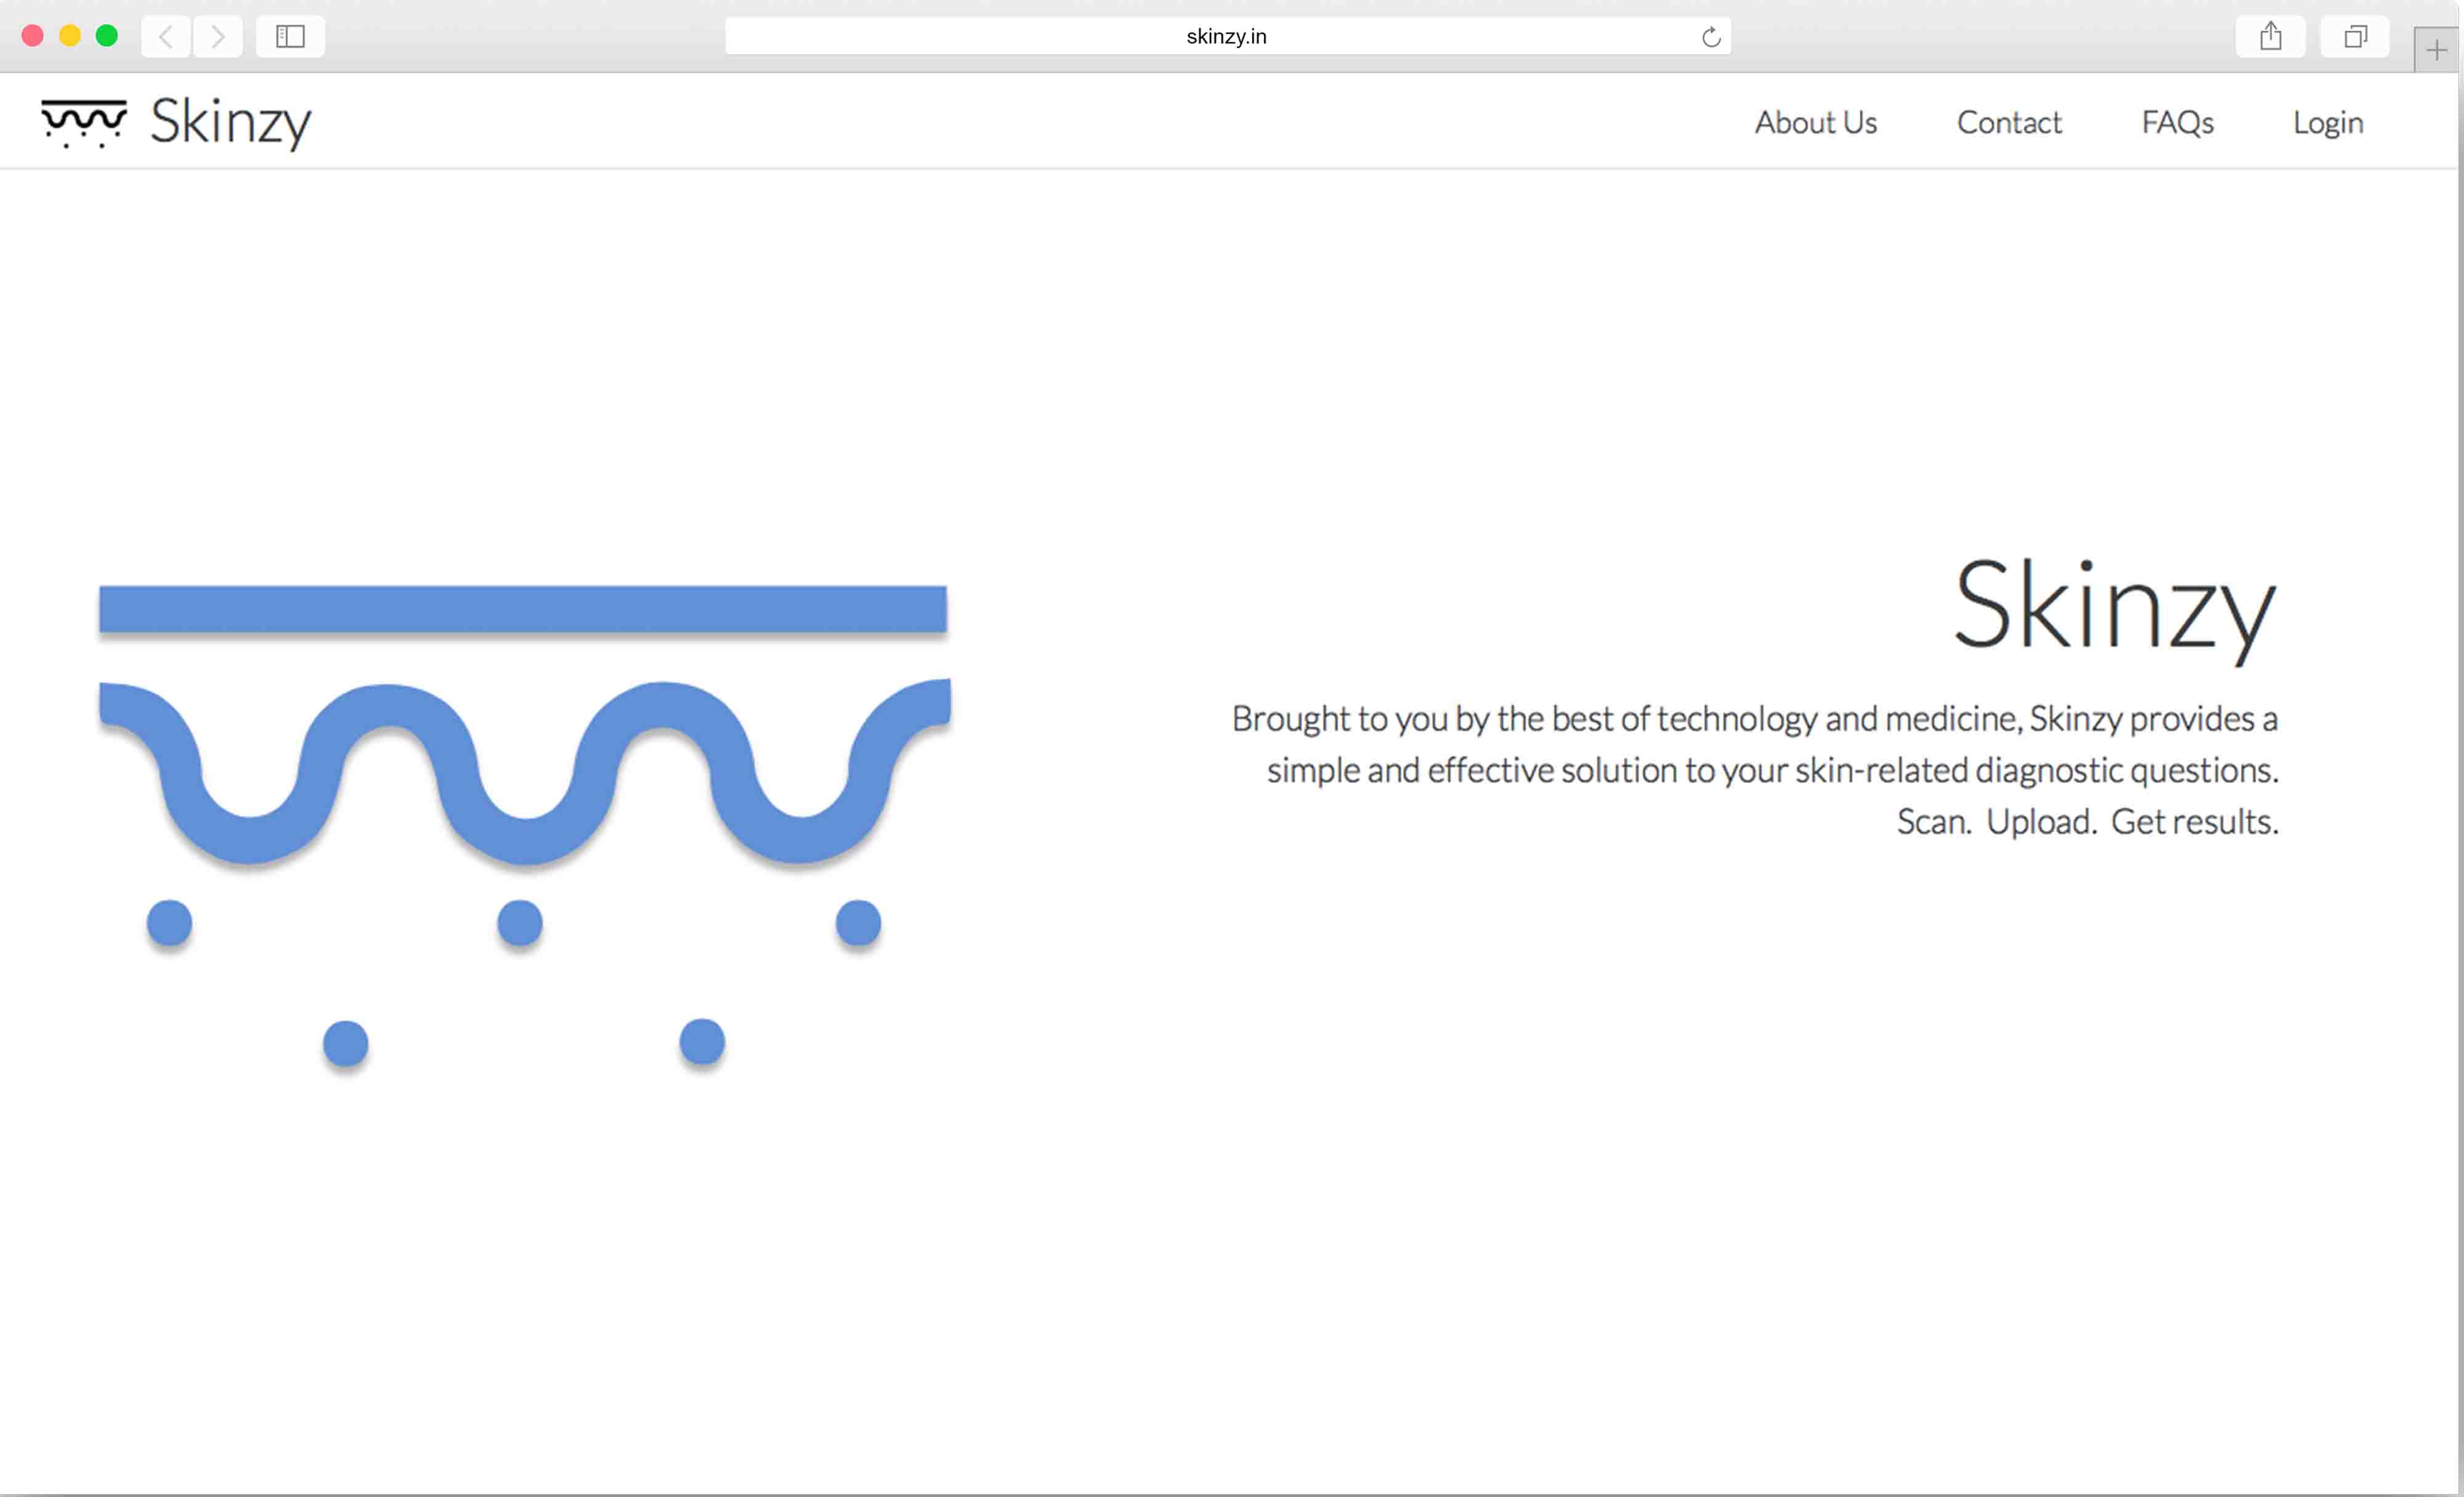 skinzy.in
Skinzy
About Us
Contact
FAQs
Login
Skinzy
Brought to you by the best of technology and medicine, Skinzy provides a
simple and effective solution to your skin-related diagnostic questions.
Scan. Upload. Get results.